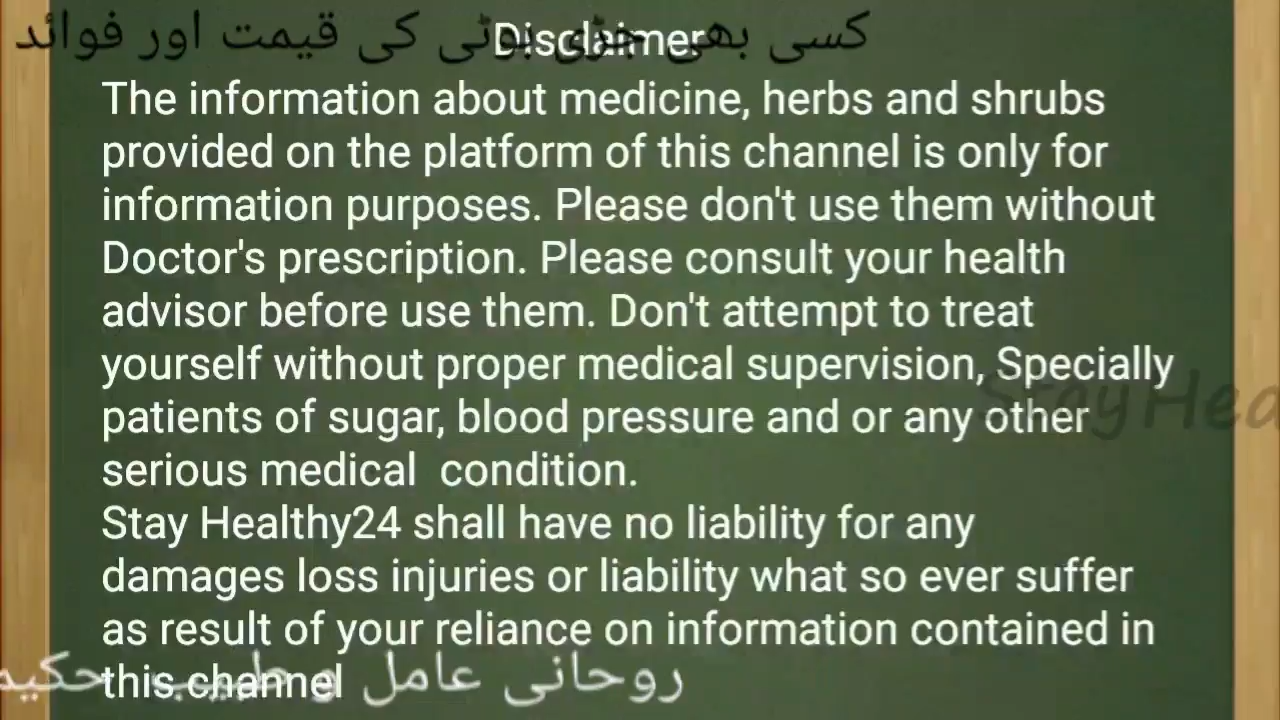 کسی بھی جڑی بوٹی کی قیمت اور فوائد
Disclaimer
The information about medicine, herbs and shrubs
provided on the platform of this channel is only for
information purposes. Please don't use them without
Doctor's prescription. Please consult your health
advisor before use them. Don't attempt to treat
yourself without proper medical supervision, Specially
patients of sugar, blood pressure and or any other
serious medical  condition.
Stay Hea
Stay Healthy24 shall have no liability for any
damages loss injuries or liability what so ever suffer
as result of your reliance on information contained in
this channel
روحانی عامل و طبیب حکیم